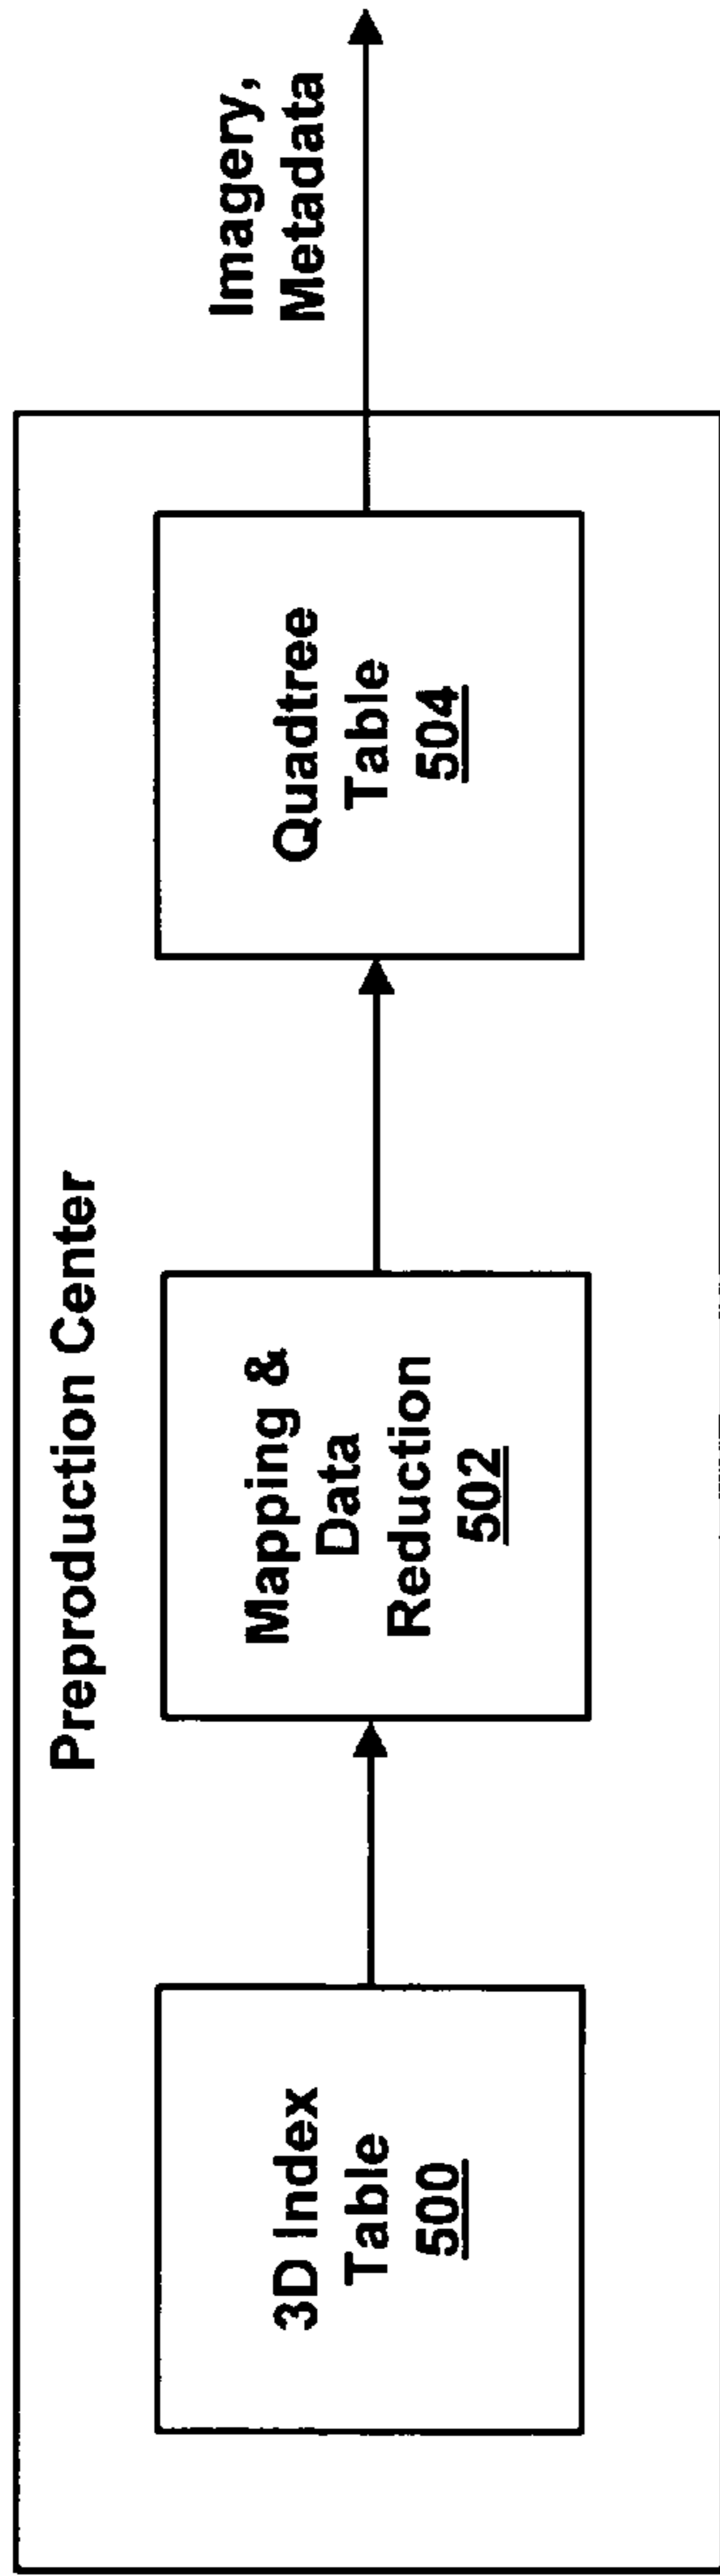 Preproduction Center
3D Index
Table
500
Mapping &
Data
Reduction
502
Quadtree
Table
504
Imagery,
Metadata